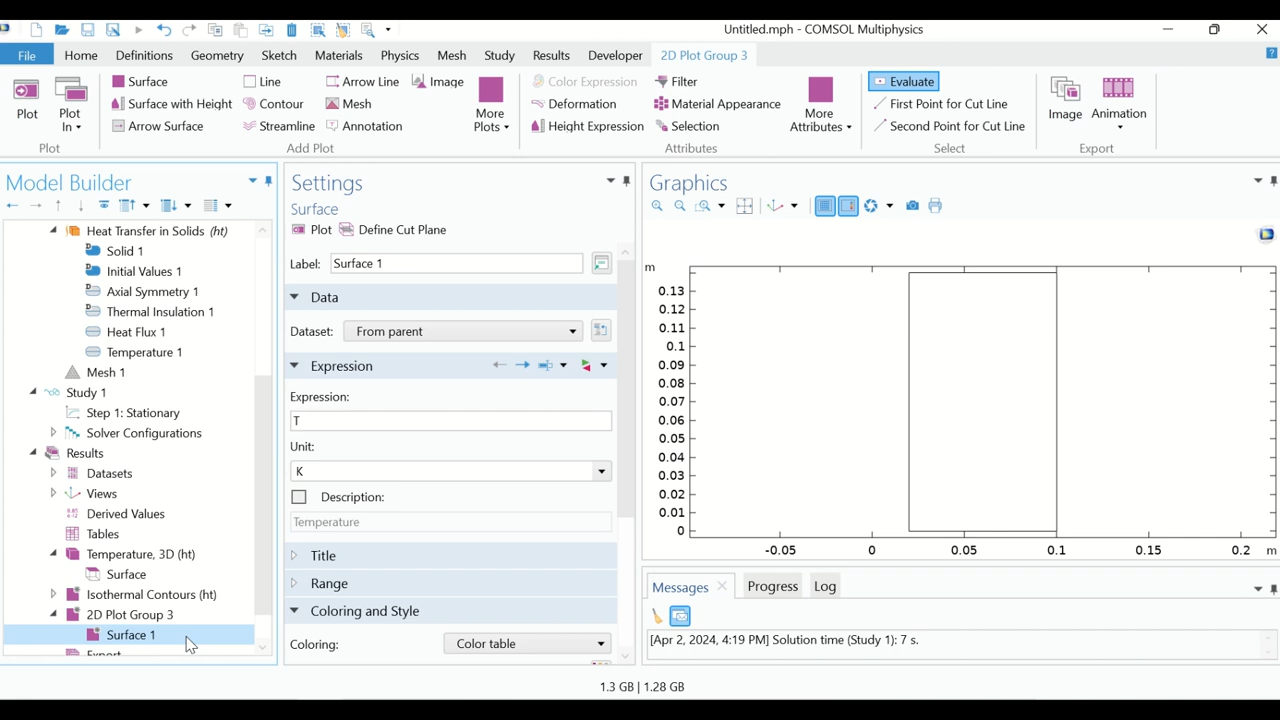 Untitled.mph - COMSOL Multiphysics
File Home Definitions Geometry Sketch Materials Physics Mesh Study Results Developer 2D Plot Group 3 ?
Surface Line Arrow Line Image Color Expression Filter Evaluate
Surface with Height Contour Mesh Deformation Material Appearance First Point for Cut Line
Plot Plot In More Plots More Attributes Image Animation
Arrow Surface Streamline Annotation Height Expression Selection Second Point for Cut Line
Plot Add Plot Attributes Select Export
Model Builder
Heat Transfer in Solids (ht)
Solid 1
Initial Values 1
Axial Symmetry 1
Thermal Insulation 1
Heat Flux 1
Temperature 1
Mesh 1
Study 1
Step 1: Stationary
Solver Configurations
Results
Datasets
Views
Derived Values
Tables
Temperature, 3D (ht)
Surface
Isothermal Contours (ht)
2D Plot Group 3
Surface 1
Export
Settings
Surface
Plot Define Cut Plane
Label: Surface 1
Data
Dataset: From parent
Expression
Expression:
T
Unit:
K
Description:
Temperature
Title
Range
Coloring and Style
Coloring: Color table
Graphics
m
0.13
0.12
0.11
0.1
0.09
0.08
0.07
0.06
0.05
0.04
0.03
0.02
0.01
0
-0.05 0 0.05 0.1 0.15 0.2 m
Messages Progress Log
[Apr 2, 2024, 4:19 PM] Solution time (Study 1): 7 s.
1.3 GB | 1.28 GB